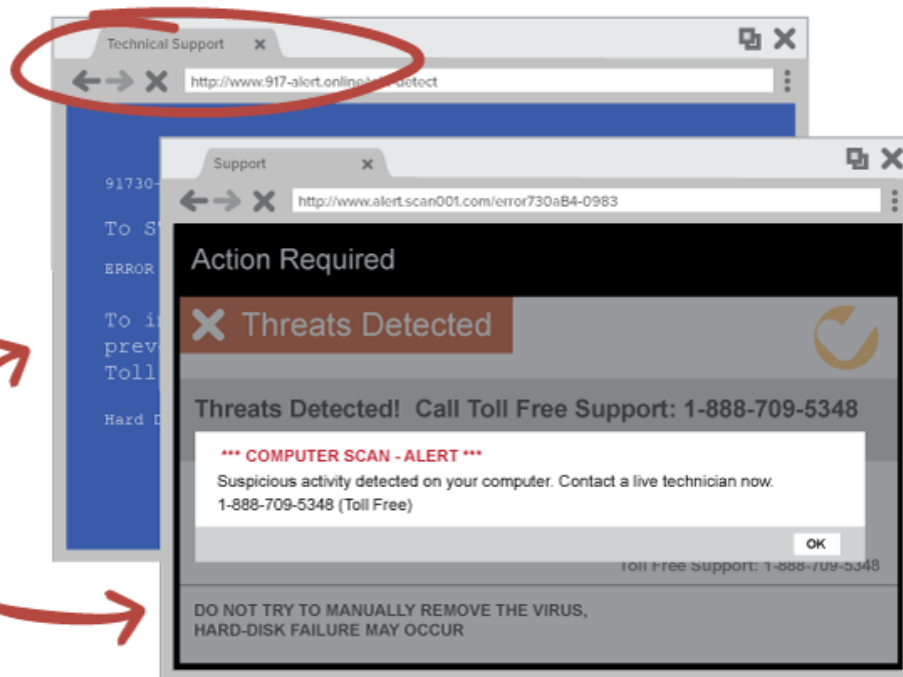 Technical Support
http://www.917-alert.online
detect
91730-
To
ERROR
To
Toll
Hard
Support
http://www.alert.scan001.com/error730aB4-0983
Action Required
Threats Detected
Threats Detected! Call Toll Free Support: 1-888-709-5348
*** COMPUTER SCAN - ALERT ***
Suspicious activity detected on your computer. Contact a live technician now.
1-888-709-5348 (Toll Free)
OK
Toll Free Support: 1-888-709-5348
DO NOT TRY TO MANUALLY REMOVE THE VIRUS,
HARD-DISK FAILURE MAY OCCUR